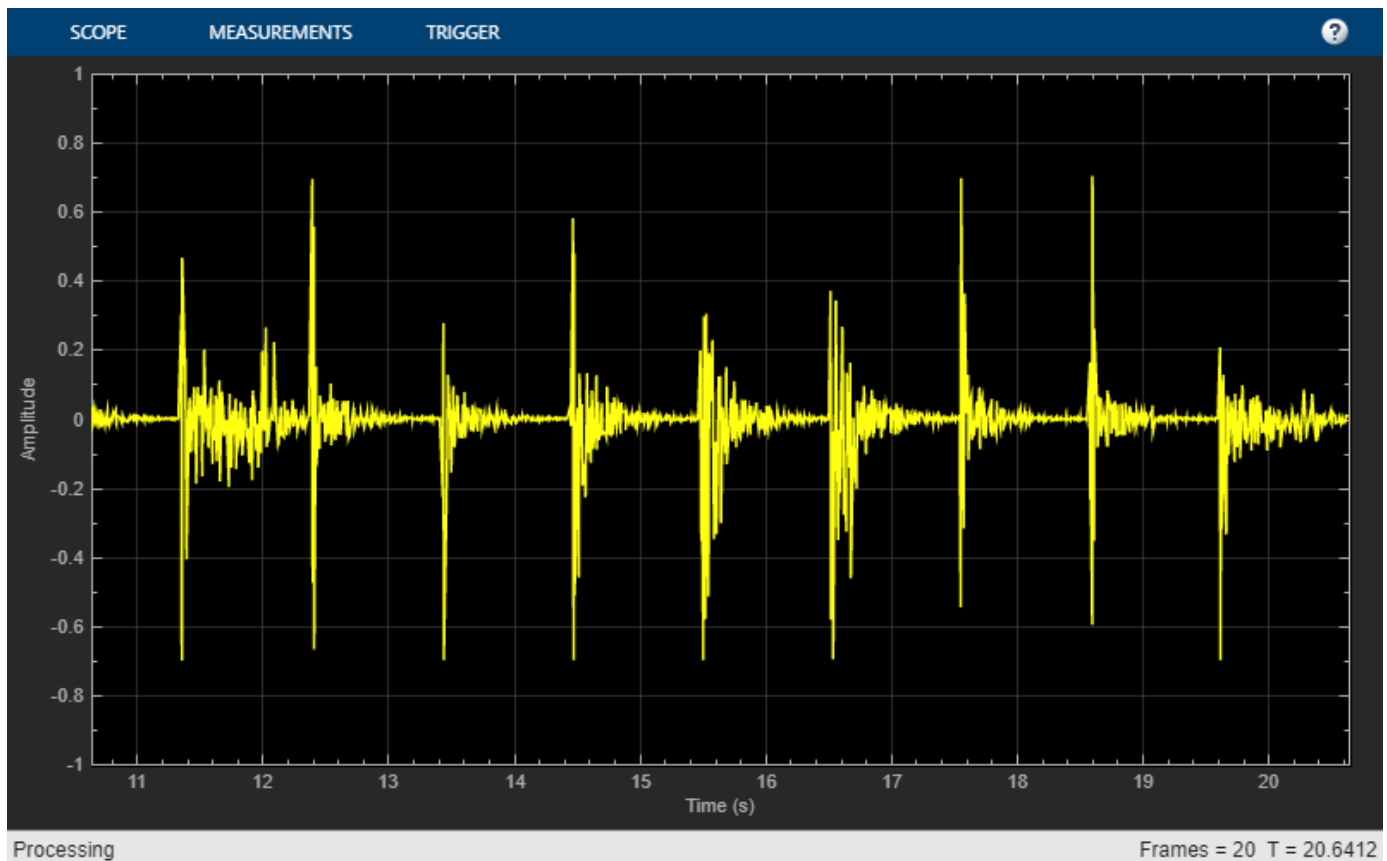 SCOPE MEASUREMENTS TRIGGER ?
1
0.8
0.6
0.4
0.2
0
-0.2
-0.4
-0.6
-0.8
-1
Amplitude
11 12 13 14 15 16 17 18 19 20
Time (s)
Processing Frames = 20 T = 20.6412